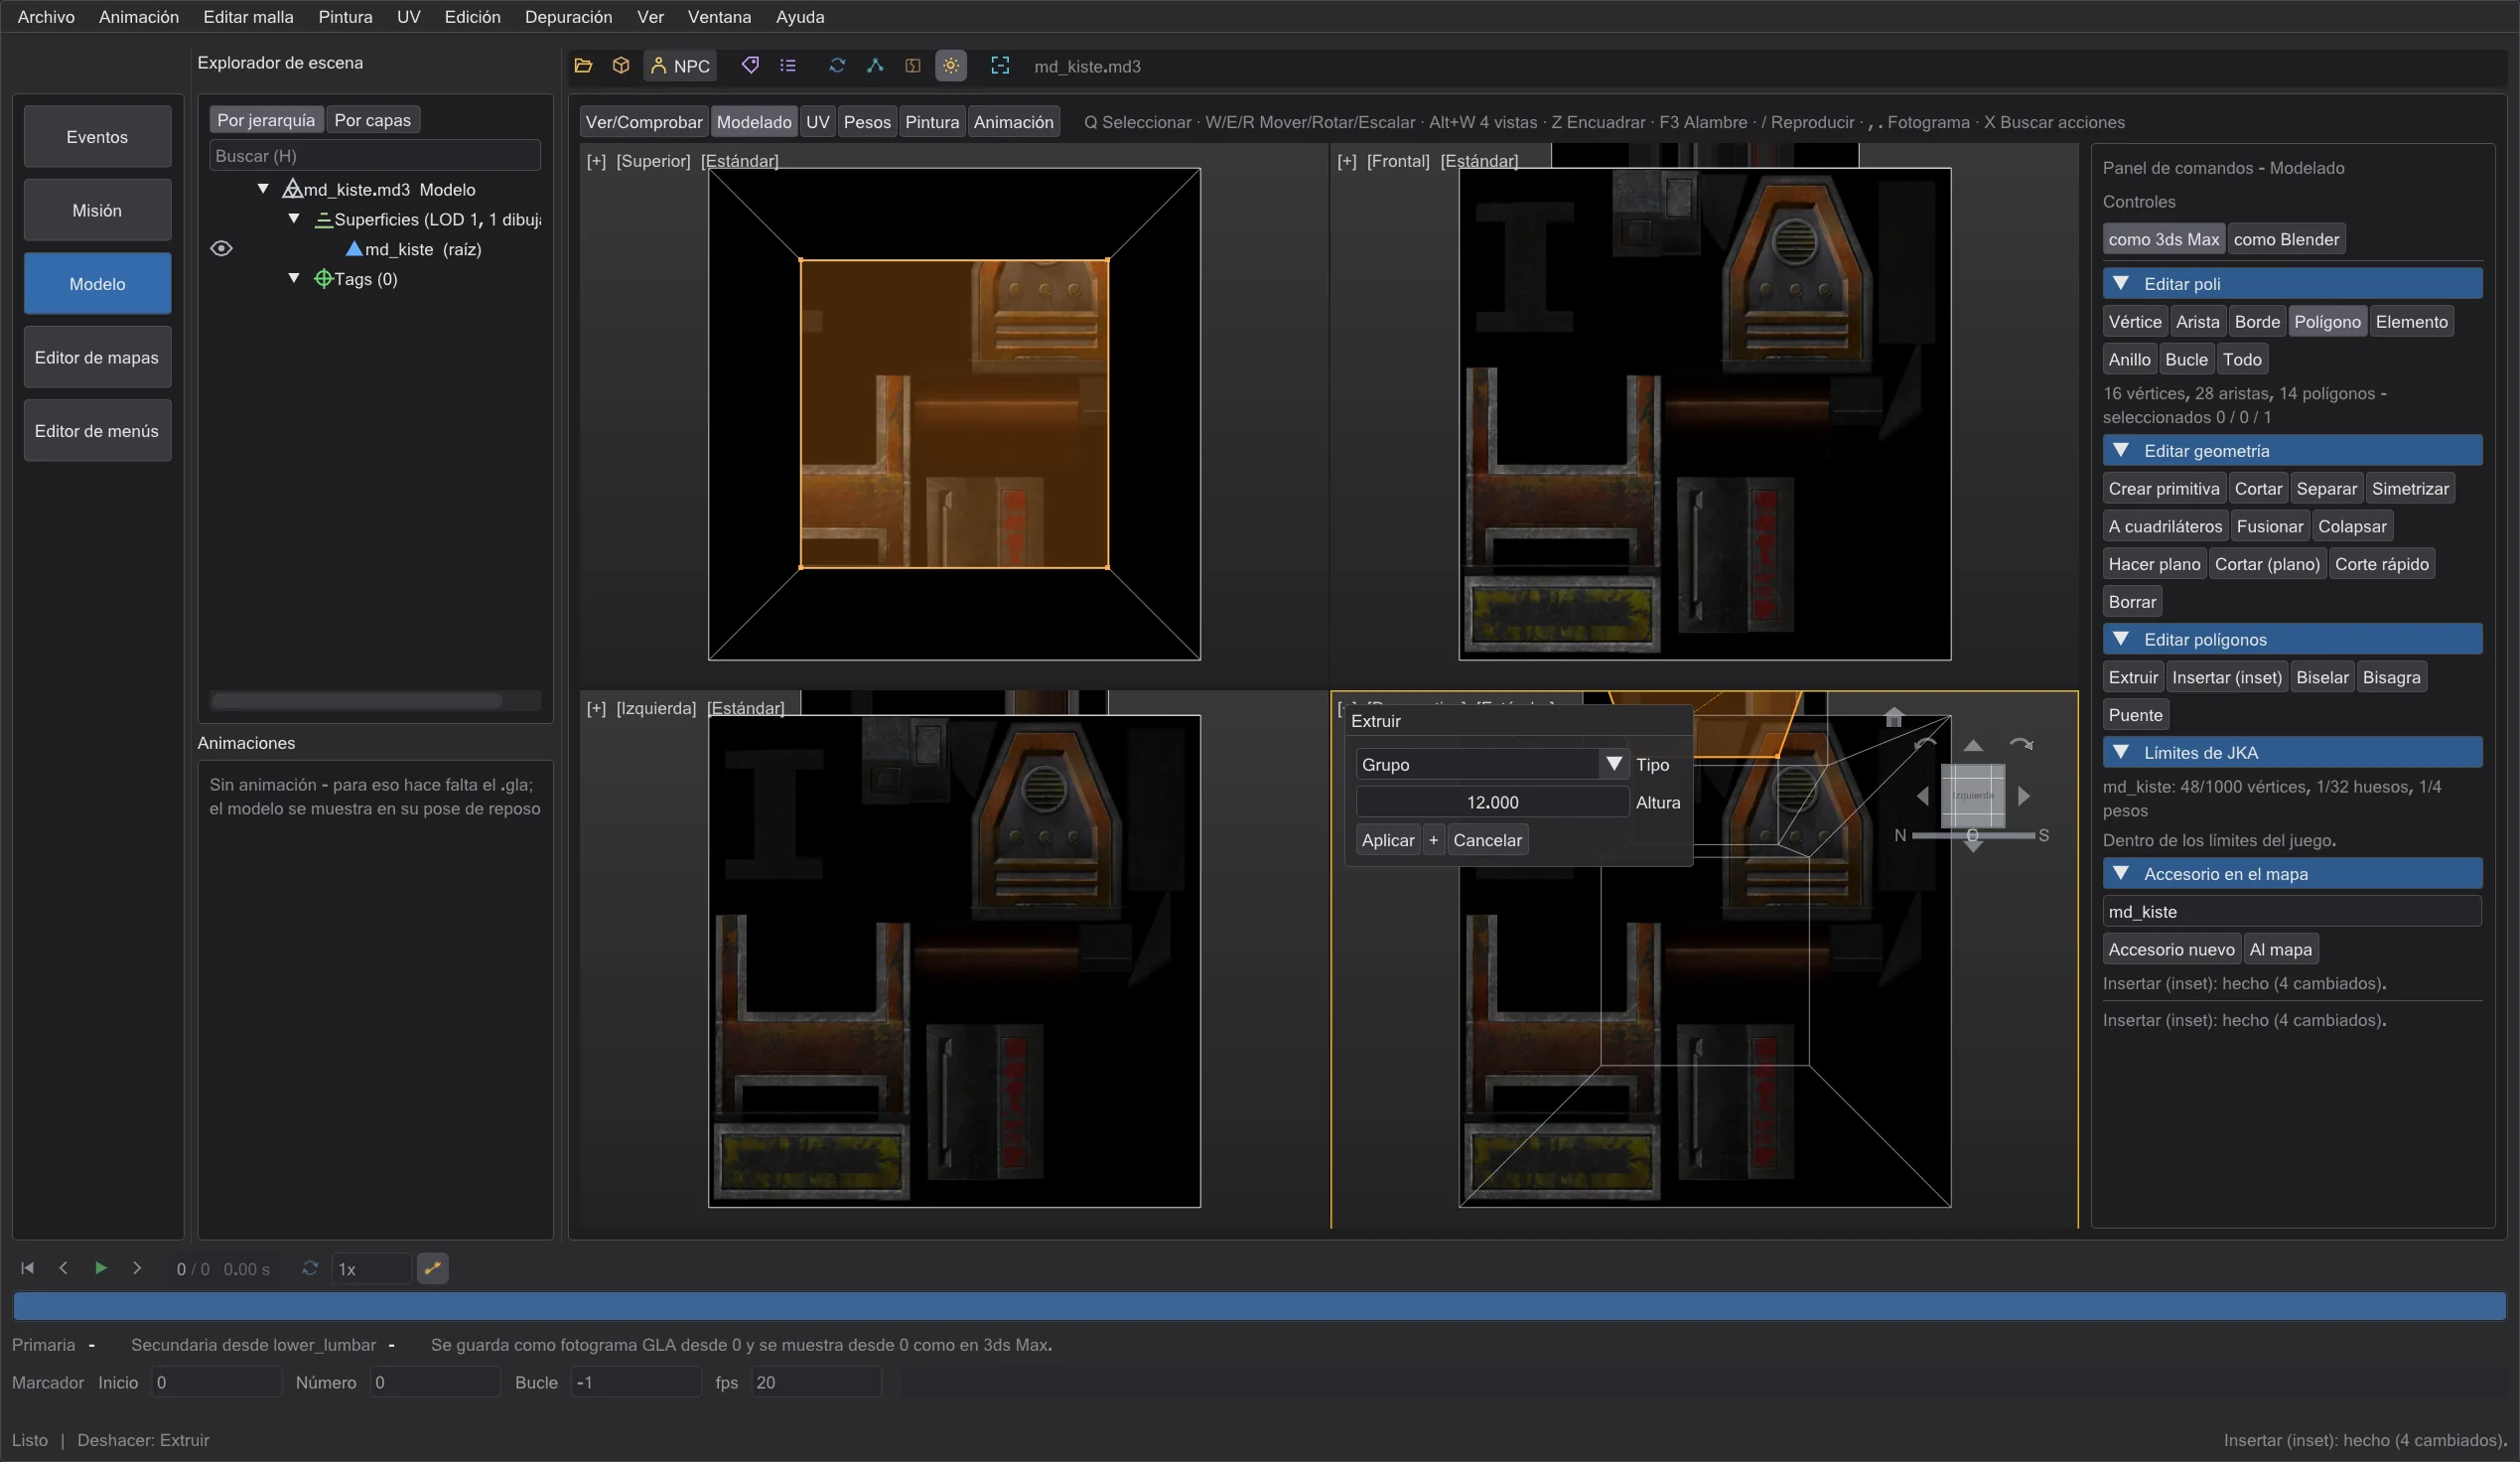 Archivo Animación Editar malla Pintura UV Edición Depuración Ver Ventana Ayuda
Explorador de escena
NPC
md_kiste.md3
Eventos
Misión
Modelo
Editor de mapas
Editor de menús
Por jerarquía Por capas
Buscar (H)
md_kiste.md3 Modelo
Superficies (LOD 1, 1 dibuj
md_kiste (raíz)
Tags (0)
Animaciones
Sin animación - para eso hace falta el .gla;
el modelo se muestra en su pose de reposo
Ver/Comprobar Modelado UV Pesos Pintura Animación
Q Seleccionar · W/E/R Mover/Rotar/Escalar · Alt+W 4 vistas · Z Encuadrar · F3 Alambre · / Reproducir · , . Fotograma · X Buscar acciones
[+] [Superior] [Estándar]
[+] [Frontal] [Estándar]
[+] [Izquierda] [Estándar]
Extruir
Grupo Tipo
12.000 Altura
Aplicar + Cancelar
Izquierda
N O S
Panel de comandos - Modelado
Controles
como 3ds Max como Blender
Editar poli
Vértice Arista Borde Polígono Elemento
Anillo Bucle Todo
16 vértices, 28 aristas, 14 polígonos -
seleccionados 0 / 0 / 1
Editar geometría
Crear primitiva Cortar Separar Simetrizar
A cuadriláteros Fusionar Colapsar
Hacer plano Cortar (plano) Corte rápido
Borrar
Editar polígonos
Extruir Insertar (inset) Biselar Bisagra
Puente
Límites de JKA
md_kiste: 48/1000 vértices, 1/32 huesos, 1/4
pesos
Dentro de los límites del juego.
Accesorio en el mapa
md_kiste
Accesorio nuevo Al mapa
Insertar (inset): hecho (4 cambiados).
Insertar (inset): hecho (4 cambiados).
0 / 0 0.00 s 1x
Primaria - Secundaria desde lower_lumbar - Se guarda como fotograma GLA desde 0 y se muestra desde 0 como en 3ds Max.
Marcador Inicio 0 Número 0 Bucle -1 fps 20
Listo | Deshacer: Extruir
Insertar (inset): hecho (4 cambiados).